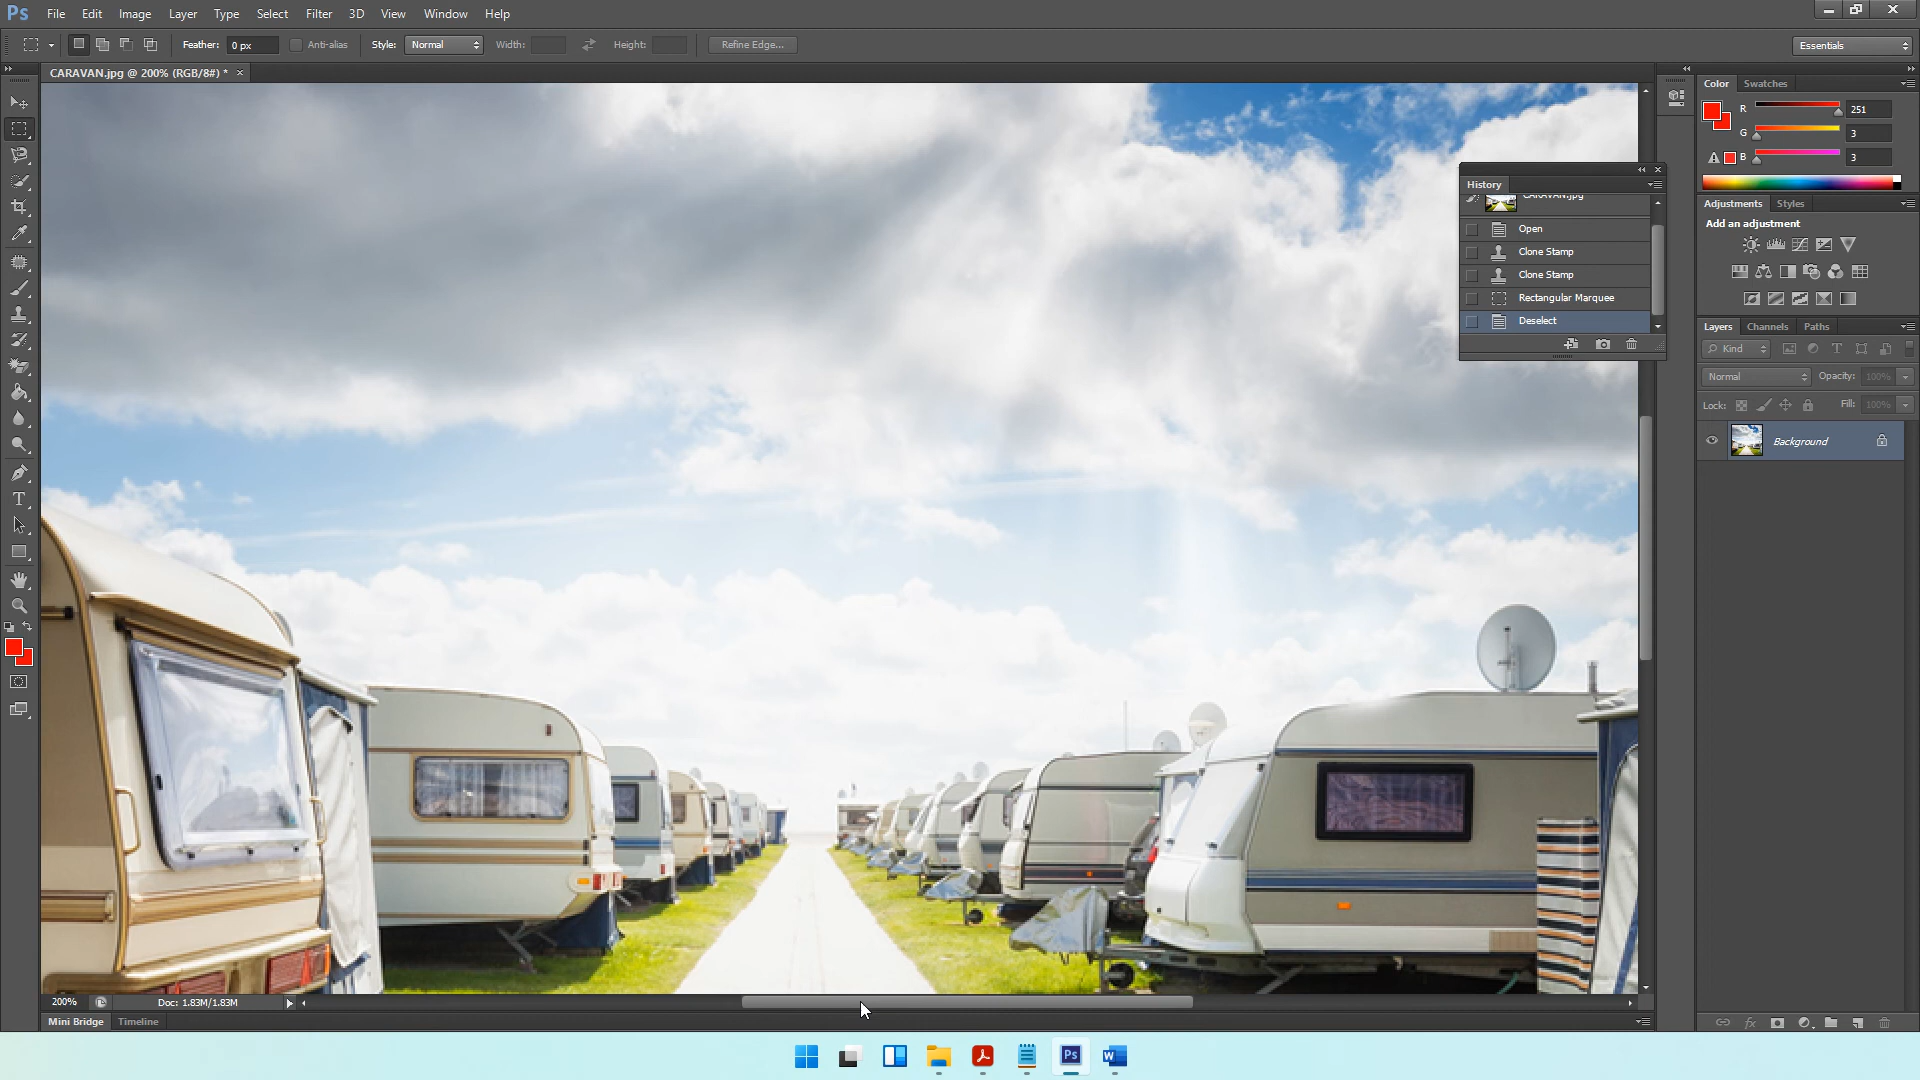 Ps File Edit Image Layer Type Select Filter 3D View Window Help
Feather: 0 px Anti-alias Style: Normal Width: Height: Refine Edge... Essentials
CARAVAN.jpg @ 200% (RGB/8#) * ×
Color Swatches
R 251
G 3
B 3
History
CARAVAN.jpg
Open
Clone Stamp
Clone Stamp
Rectangular Marquee
Deselect
Adjustments Styles
Add an adjustment
Layers Channels Paths
Kind
Normal Opacity: 100%
Lock: Fill: 100%
Background
200% Doc: 1.83M/1.83M
Mini Bridge Timeline